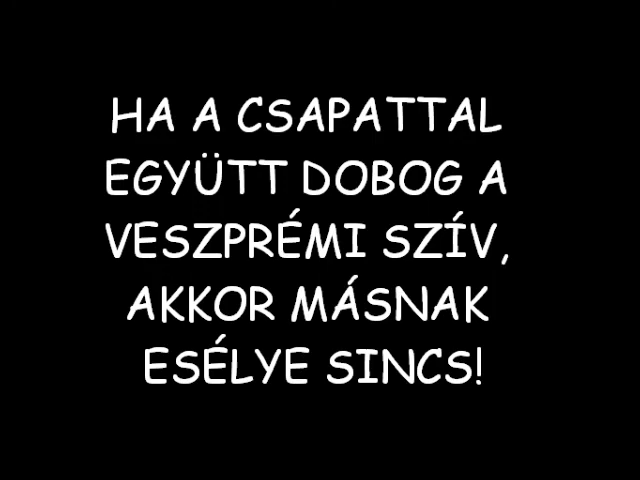 HA A CSAPATTAL
EGYÜTT DOBOG A
VESZPRÉMI SZÍV,
AKKOR MÁSNAK
ESÉLYE SINCS!